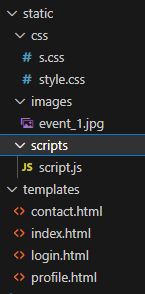 static
css
# s.css
# style.css
images
event_1.jpg
scripts
JS script.js
templates
<> contact.html
<> index.html
<> login.html
<> profile.html